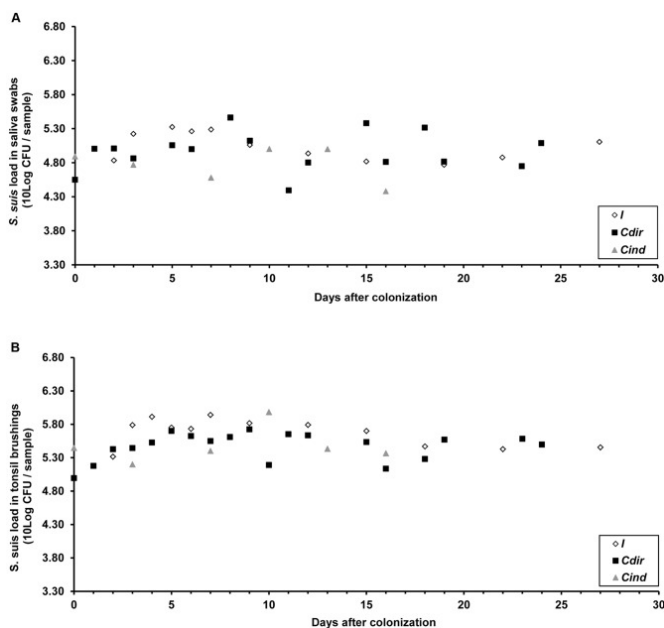 A
S. suis load in saliva swabs
(10Log CFU / sample)
6.80
6.30
5.80
5.30
4.80
4.30
3.80
3.30
0
5
10
15
20
25
30
I
Cdir
Cind
Days after colonization
B
S. suis load in tonsil brushings
(10Log CFU / sample)
6.80
6.30
5.80
5.30
4.80
4.30
3.80
3.30
0
5
10
15
20
25
30
I
Cdir
Cind
Days after colonization